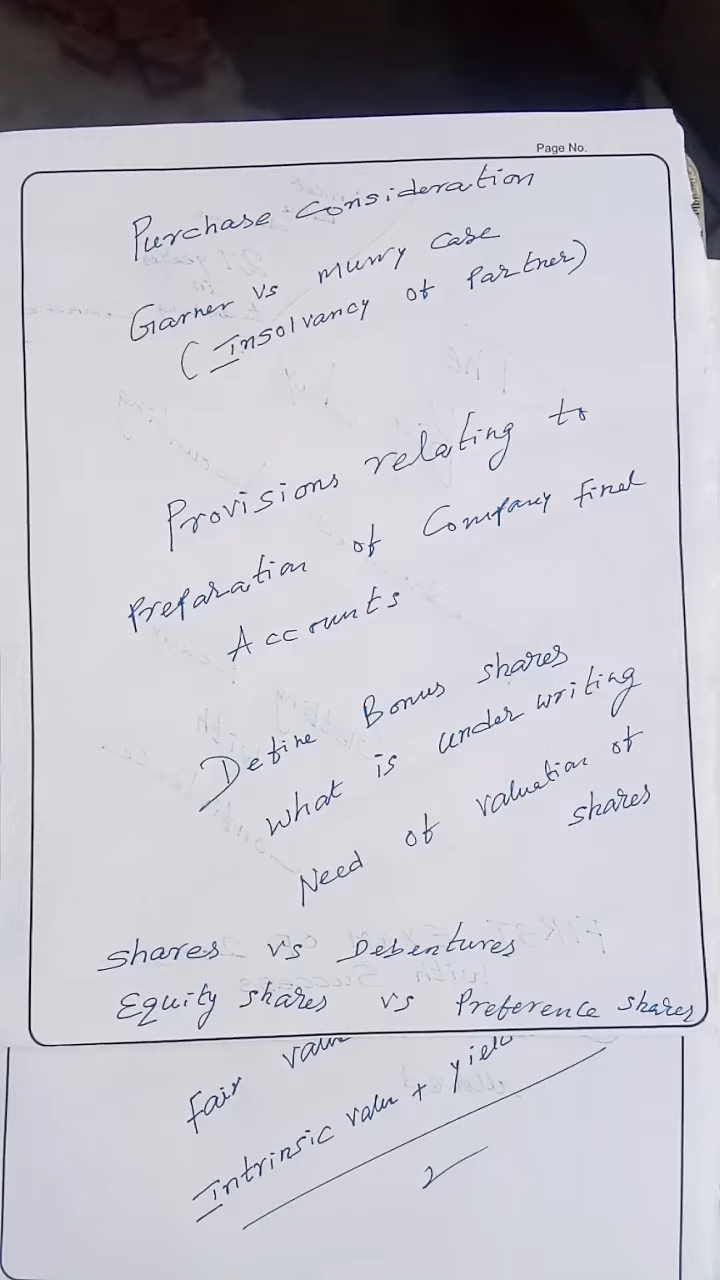 Page No.
Purchase Consideration
Garner vs Murry Case
(Insolvancy of Partner)
Provisions relating to
Preparation of Company Final
Accounts
Define Bonus shares
What is under writing
Need of valuation of
shares
Shares vs Debentures
Equity shares vs Preference shares
Fair
Intrinsic value + yield
2